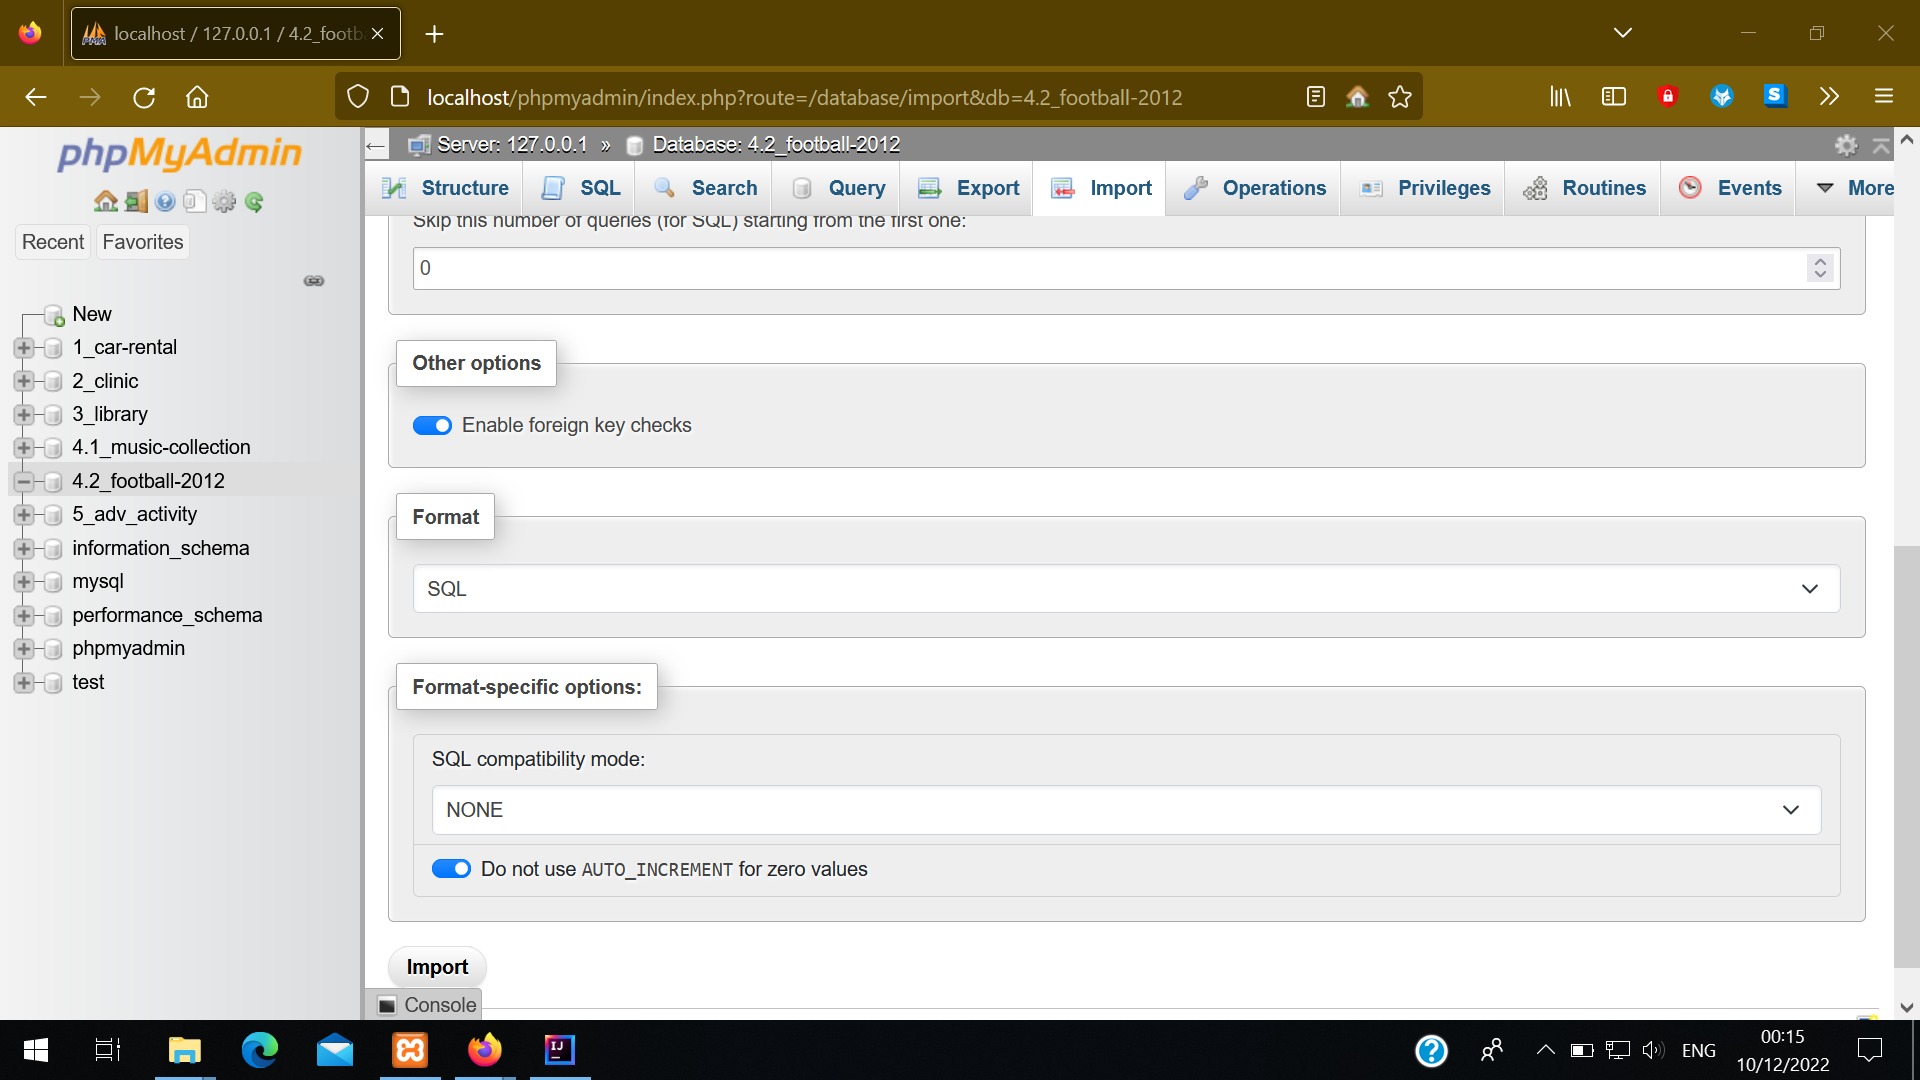 localhost / 127.0.0.1 / 4.2_footb
localhost/phpmyadmin/index.php?route=/database/import&db=4.2_football-2012
phpMyAdmin
Recent
Favorites
New
1_car-rental
2_clinic
3_library
4.1_music-collection
4.2_football-2012
5_adv_activity
information_schema
mysql
performance_schema
phpmyadmin
test
Server: 127.0.0.1 » Database: 4.2_football-2012
Structure
SQL
Search
Query
Export
Import
Operations
Privileges
Routines
Events
More
Skip this number of queries (for SQL) starting from the first one:
0
Other options
Enable foreign key checks
Format
SQL
Format-specific options:
SQL compatibility mode:
NONE
Do not use AUTO_INCREMENT for zero values
Import
Console
ENG
00:15
10/12/2022